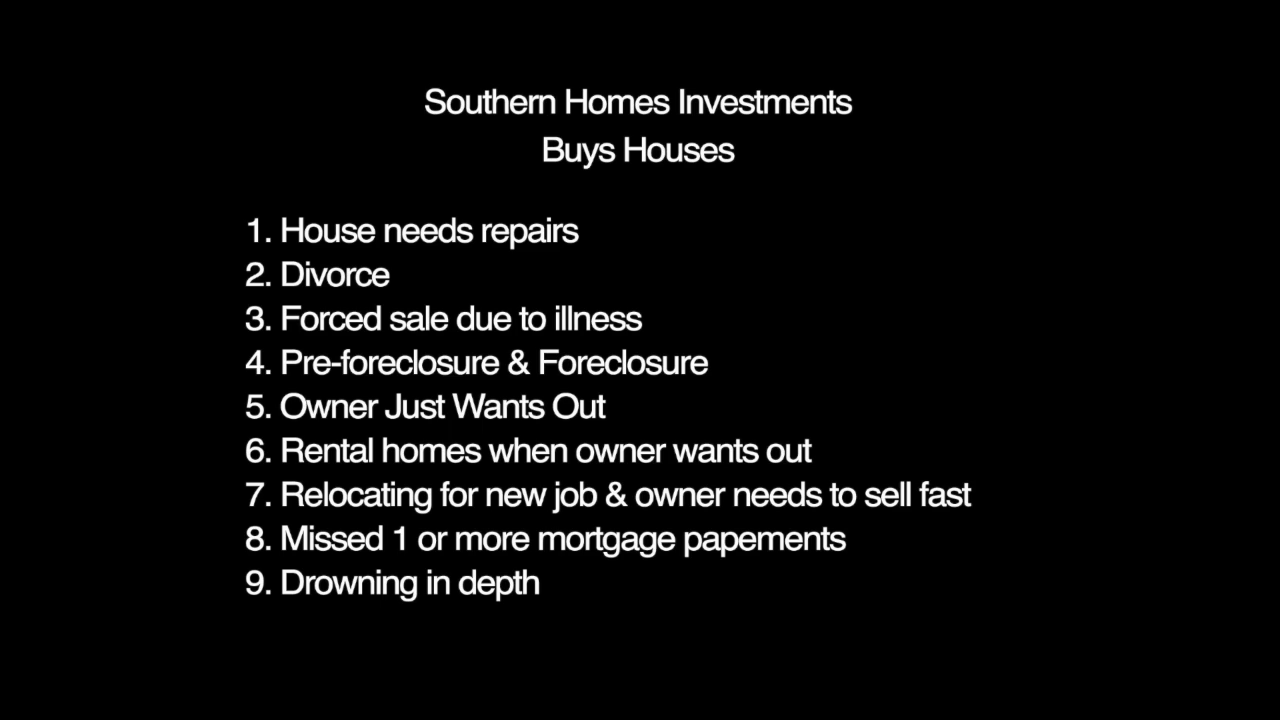 Southern Homes Investments
Buys Houses
1. House needs repairs
2. Divorce
3. Forced sale due to illness
4. Pre-foreclosure & Foreclosure
5. Owner Just Wants Out
6. Rental homes when owner wants out
7. Relocating for new job & owner needs to sell fast
8. Missed 1 or more mortgage papements
9. Drowning in depth